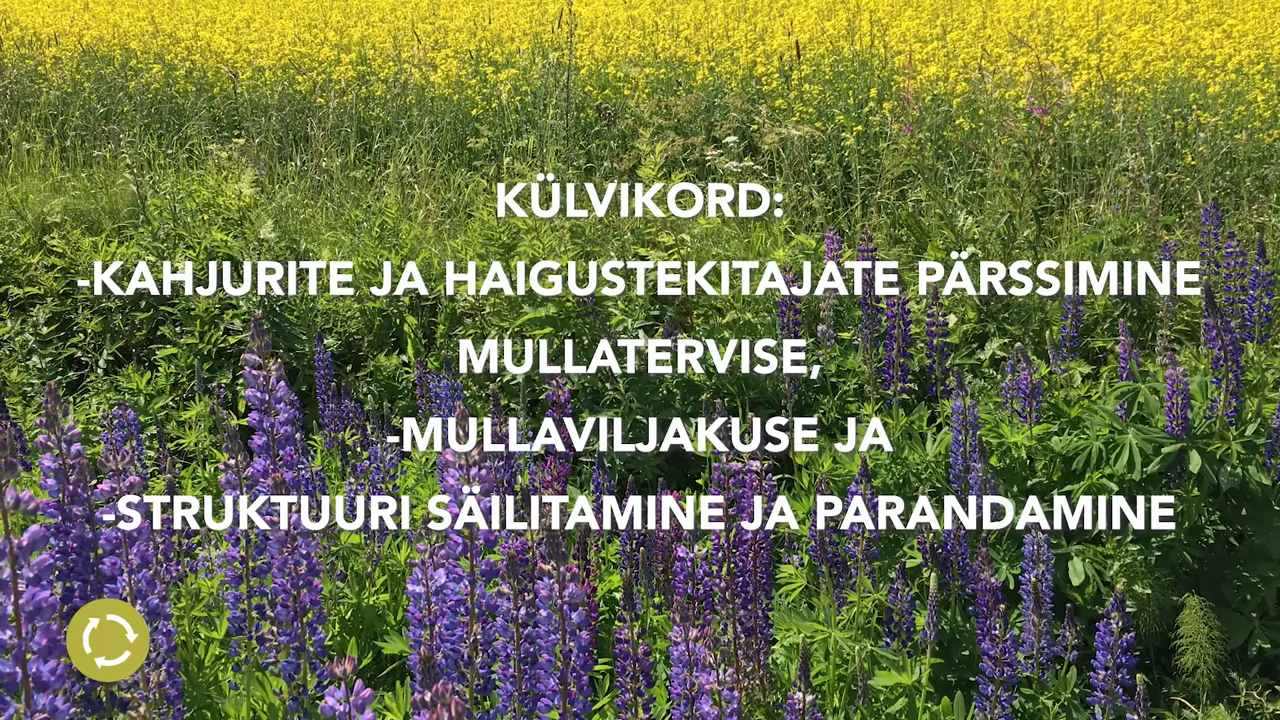 KÜLVIKORD:
-KAHJURITE JA HAIGUSTEKITAJATE PÄRSSIMINE
MULLATERVISE,
-MULLAVILJAKUSE JA
-STRUKTUURI SÄILITAMINE JA PARANDAMINE